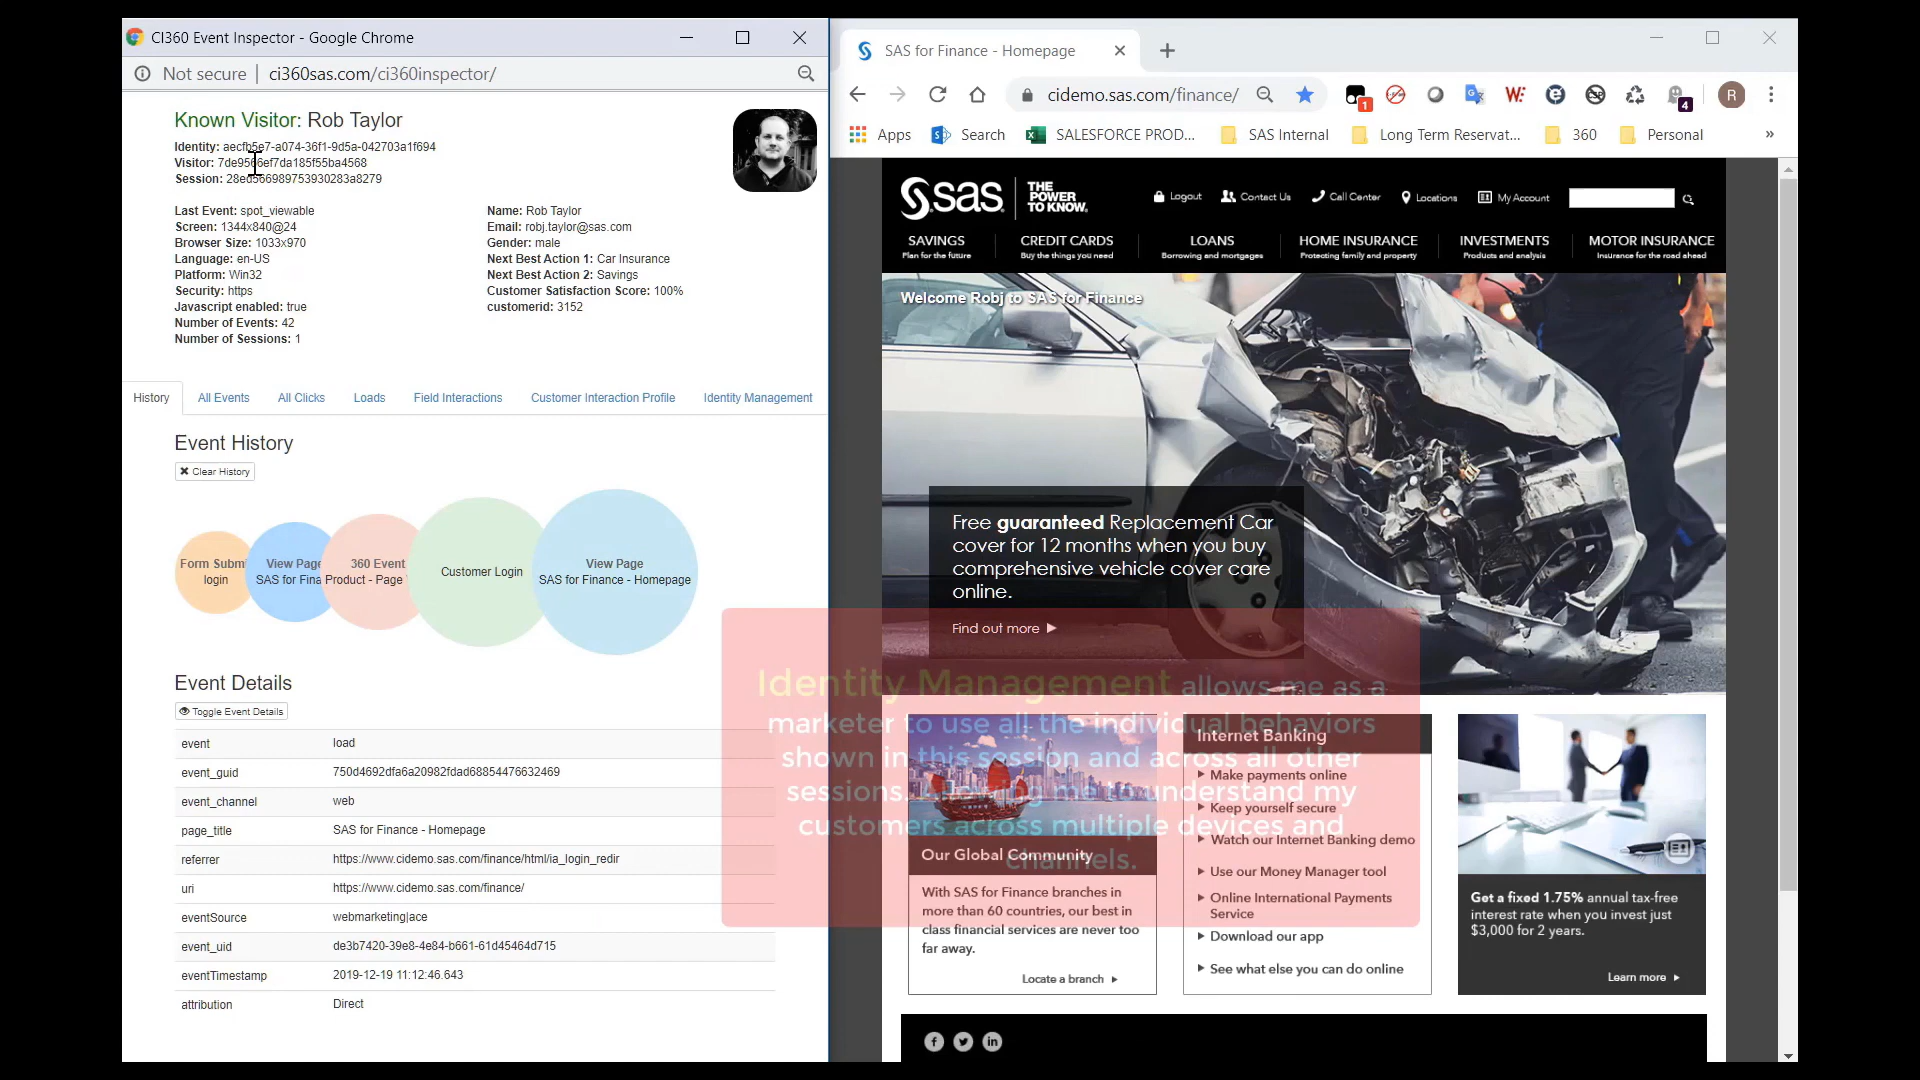 CI360 Event Inspector - Google Chrome
Not secure | ci360sas.com/ci360inspector/
Known Visitor: Rob Taylor
Identity: aecfb5e7-a074-36f1-9d5a-042703a1f694
Visitor: 7de9566ef7da185f55ba4568
Session: 28ed566989753930283a8279
Last Event: spot_viewable
Screen: 1344x840@24
Browser Size: 1033x970
Language: en-US
Platform: Win32
Security: https
Javascript enabled: true
Number of Events: 42
Number of Sessions: 1
Name: Rob Taylor
Email: robj.taylor@sas.com
Gender: male
Next Best Action 1: Car Insurance
Next Best Action 2: Savings
Customer Satisfaction Score: 100%
customerid: 3152
History All Events All Clicks Loads Field Interactions Customer Interaction Profile Identity Management
Event History
Clear History
Form Subm
login
View Page
SAS for Fina
360 Event
Product - Page
Customer Login
View Page
SAS for Finance - Homepage
Event Details
Toggle Event Details
event load
event_guid 750d4692dfa6a20982fdad68854476632469
event_channel web
page_title SAS for Finance - Homepage
referrer https://www.cidemo.sas.com/finance/html/ia_login_redir
uri https://www.cidemo.sas.com/finance/
eventSource webmarketing|ace
event_uid de3b7420-39e8-4e84-b661-61d45464d715
eventTimestamp 2019-12-19 11:12:46.643
attribution Direct
SAS for Finance - Homepage
cidemo.sas.com/finance/
1
4
R
Apps Search SALESFORCE PROD... SAS Internal Long Term Reservat... 360 Personal »
sas THE
POWER
TO KNOW.
Logout Contact Us Call Center Locations My Account
SAVINGS
Plan for the future
CREDIT CARDS
Buy the things you need
LOANS
Borrowing and mortgages
HOME INSURANCE
Protecting family and property
INVESTMENTS
Products and analysis
MOTOR INSURANCE
Insurance for the road ahead
Welcome Robj to SAS for Finance
Free guaranteed Replacement Car
cover for 12 months when you buy
comprehensive vehicle cover care
online.
Find out more
Identity Management allows me as a
marketer to use all the individual behaviors
shown in this session and across all other
sessions. Allowing me to understand my
customers across multiple devices and
channels.
Our Global Community
With SAS for Finance branches in
more than 60 countries, our best in
class financial services are never too
far away.
Locate a branch
Internet Banking
Make payments online
Keep yourself secure
Watch our Internet Banking demo
Use our Money Manager tool
Online International Payments
Service
Download our app
See what else you can do online
Get a fixed 1.75% annual tax-free
interest rate when you invest just
$3,000 for 2 years.
Learn more